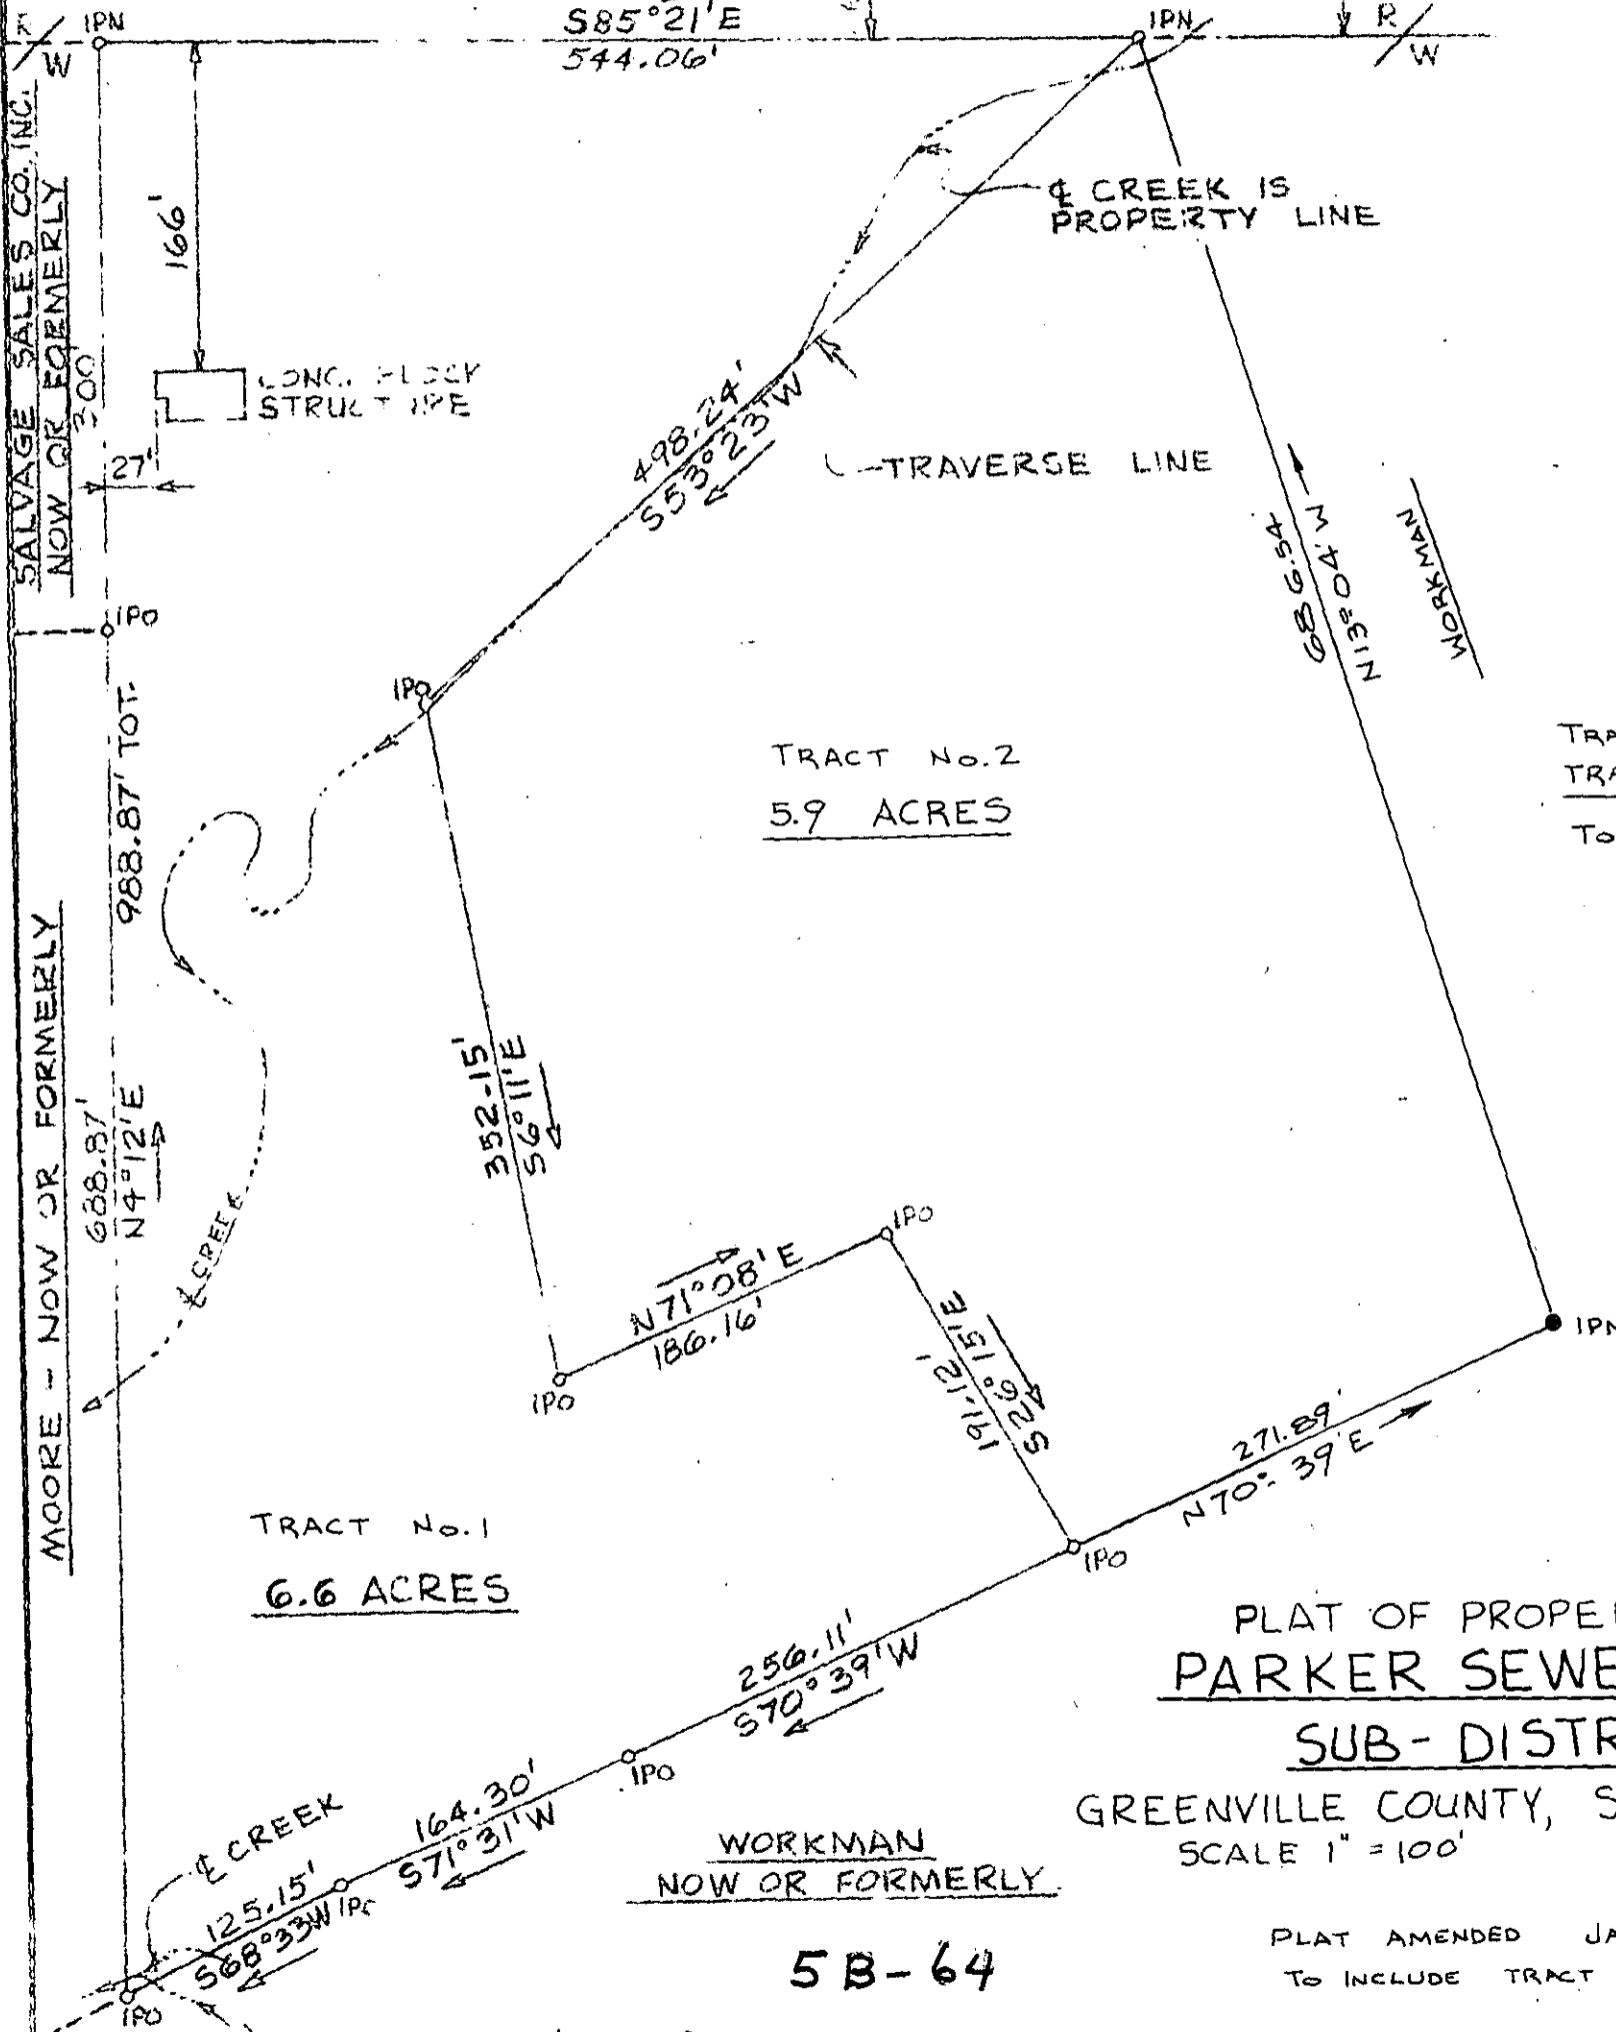 R/W
IPN
S85°21'E
544.06'
IPN
R/W
SALVAGE SALES CO., INC.
NOW OR FORMERLY
166'
300'
27'
STRUCTURE
℄ CREEK IS
PROPERTY LINE
498.24'
S53°23'W
TRAVERSE LINE
686.54
N13°04'W
WORKMAN
IPO
IPO
988.87' TOT.
TRACT No.2
5.9 ACRES
TRA
TRA
To
MOORE - NOW OR FORMERLY
688.87'
N4°12'E
℄ CREEK
352.15'
S6°11'E
N71°08'E
186.16'
IPO
IPO
191.12'
S26°15'E
IPN
271.89'
N70°39'E
IPO
TRACT No.1
6.6 ACRES
256.11'
S70°39'W
IPO
PLAT OF PROPE
PARKER SEWE
SUB-DISTR
GREENVILLE COUNTY, S
SCALE 1"=100'
164.30'
S71°31'W
℄ CREEK
125.15'
S68°33W
IPO
WORKMAN
NOW OR FORMERLY
5B-64
PLAT AMENDED JA
TO INCLUDE TRACT
IPO